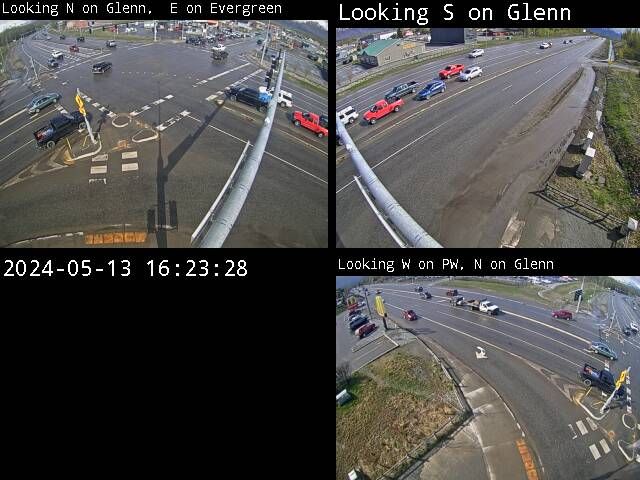 Looking N on Glenn,  E on Evergreen
Looking S on Glenn
2024-05-13 16:23:28
Looking W on PW, N on Glenn